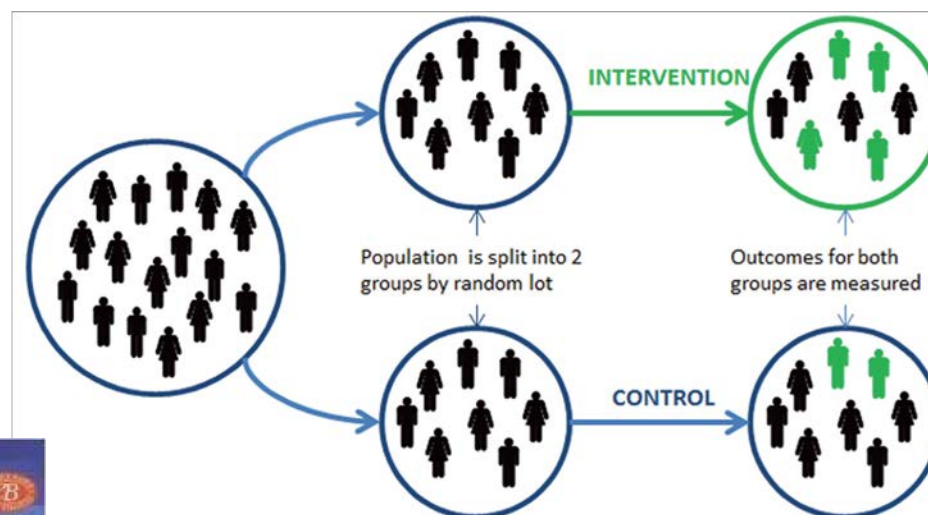 INTERVENTION
Population is split into 2
groups by random lot
Outcomes for both
groups are measured
CONTROL
B